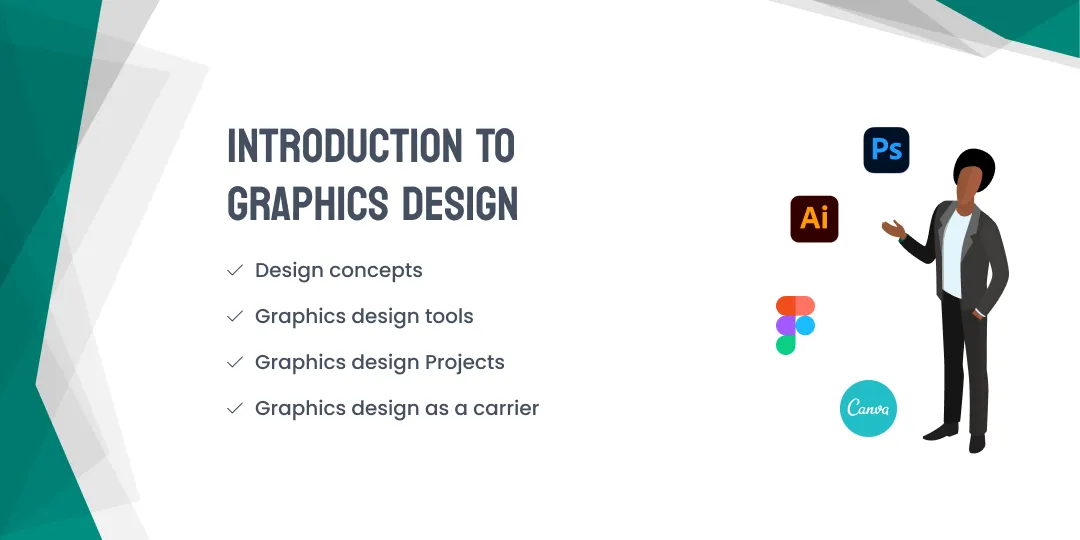 INTRODUCTION TO
GRAPHICS DESIGN
Design concepts
Graphics design tools
Graphics design Projects
Graphics design as a carrier
Ps
Ai
Canva